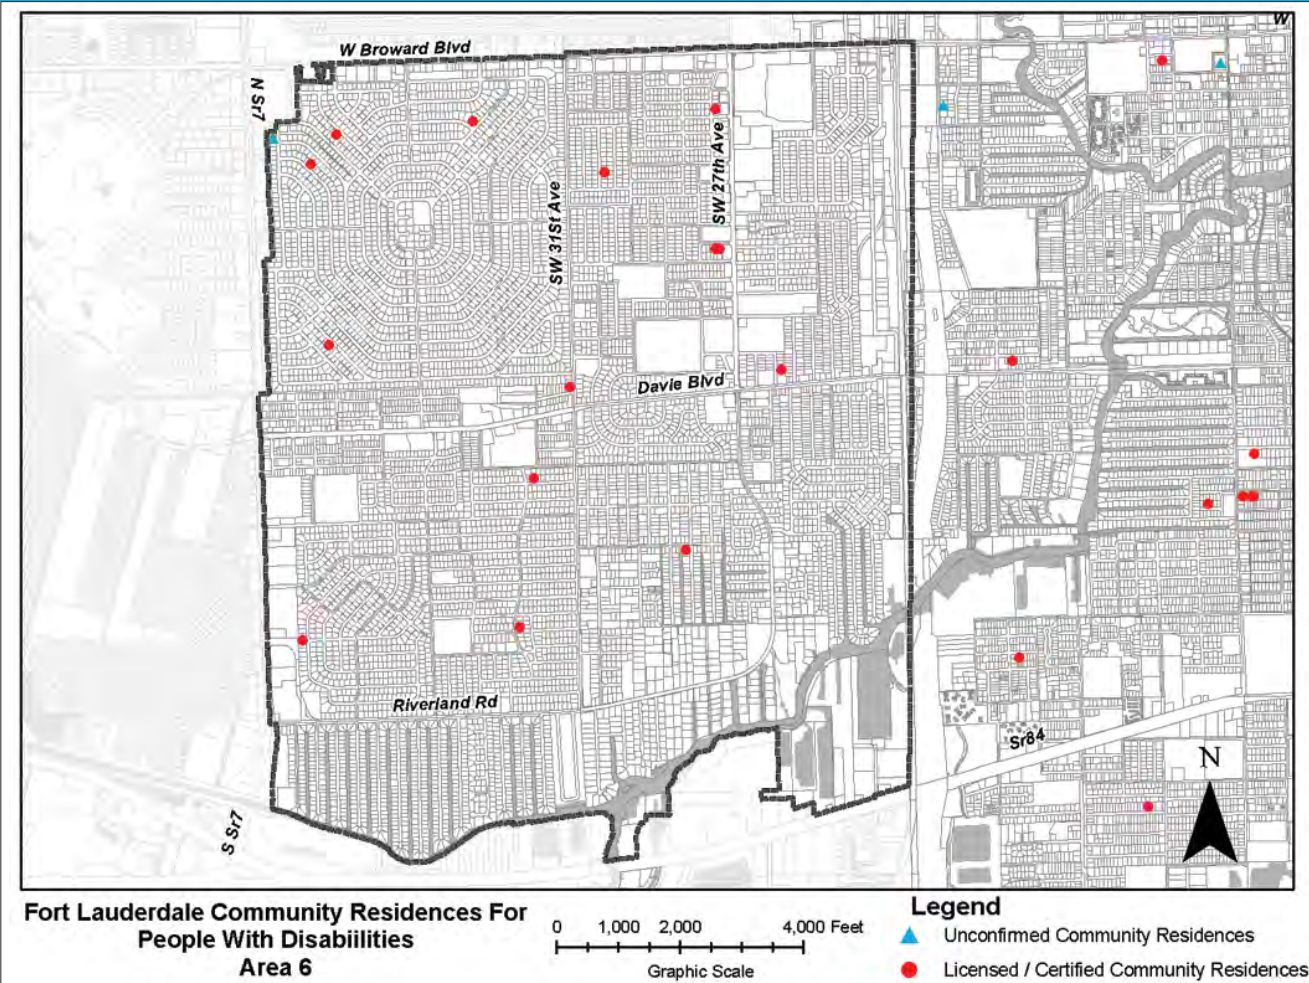 W
W Broward Blvd
N Sr7
SW 27th Ave
SW 31St Ave
Davie Blvd
Riverland Rd
Sr84
N
S Sr7
Fort Lauderdale Community Residences For
People With Disabiilities
Area 6
0 1,000 2,000 4,000 Feet
Graphic Scale
Legend
Unconfirmed Community Residences
Licensed / Certified Community Residences